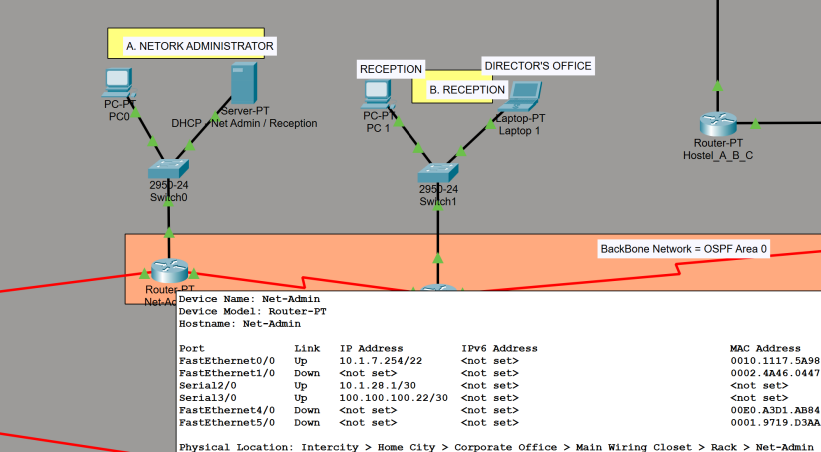 A. NETORK ADMINISTRATOR
PC-PT
PC0
Server-PT
DHCP - Net Admin / Reception
2950-24
Switch0
RECEPTION
DIRECTOR'S OFFICE
B. RECEPTION
PC-PT
PC 1
Laptop-PT
Laptop 1
2950-24
Switch1
Router-PT
Hostel_A_B_C
BackBone Network = OSPF Area 0
Router-PT
Device Name: Net-Admin
Device Model: Router-PT
Hostname: Net-Admin
Port Link IP Address IPv6 Address MAC Address
FastEthernet0/0 Up 10.1.7.254/22 <not set> 0010.1117.5A98
FastEthernet1/0 Down <not set> <not set> 0002.4A46.0447
Serial2/0 Up 10.1.28.1/30 <not set> <not set>
Serial3/0 Up 100.100.100.22/30 <not set> <not set>
FastEthernet4/0 Down <not set> <not set> 00E0.A3D1.AB84
FastEthernet5/0 Down <not set> <not set> 0001.9719.D3AA
Physical Location: Intercity > Home City > Corporate Office > Main Wiring Closet > Rack > Net-Admin